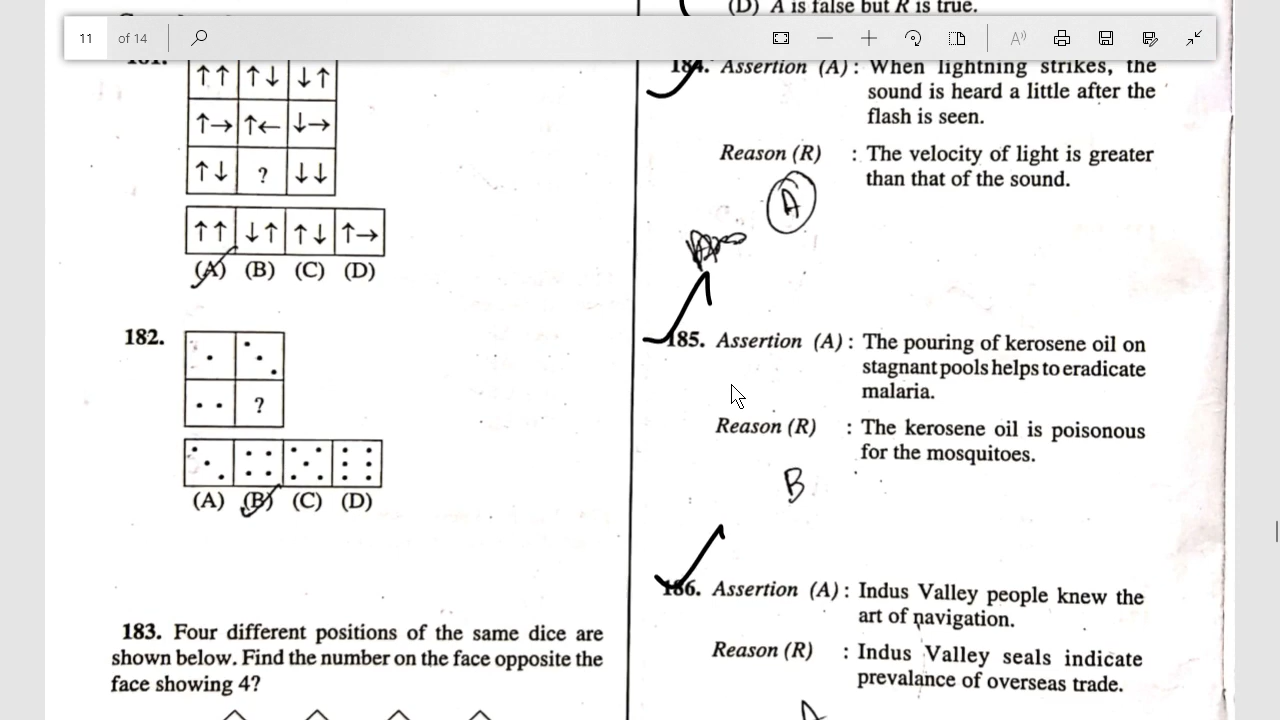 (D) A is false but R is true.
11 of 14
181.
↑↑ ↑↓ ↓↑
↑→ ↑← ↓→
↑↓ ? ↓↓
↑↑ ↓↑ ↑↓ ↑→
(A) (B) (C) (D)
182.
?
(A) (B) (C) (D)
183. Four different positions of the same dice are
shown below. Find the number on the face opposite the
face showing 4?
184. Assertion (A) : When lightning strikes, the
sound is heard a little after the
flash is seen.
Reason (R) : The velocity of light is greater
than that of the sound.
A
185. Assertion (A) : The pouring of kerosene oil on
stagnant pools helps to eradicate
malaria.
Reason (R) : The kerosene oil is poisonous
for the mosquitoes.
B
186. Assertion (A) : Indus Valley people knew the
art of navigation.
Reason (R) : Indus Valley seals indicate
prevalance of overseas trade.